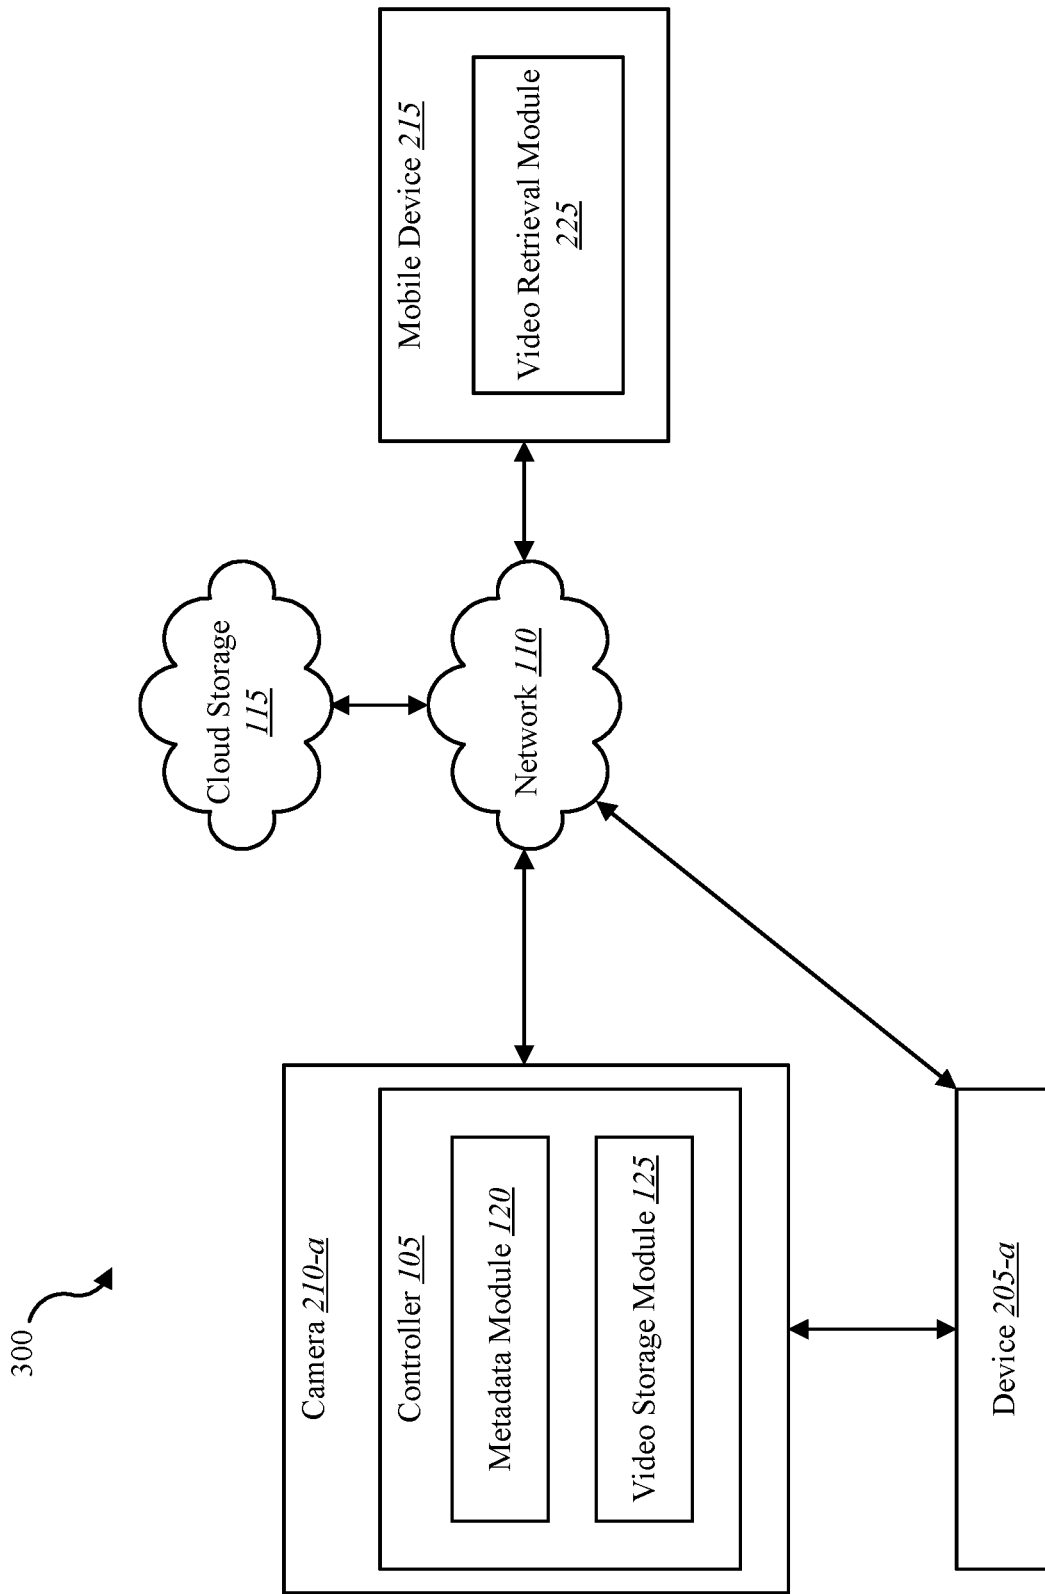 300
Camera 210-a
Controller 105
Metadata Module 120
Video Storage Module 125
Device 205-a
Cloud Storage
115
Network 110
Mobile Device 215
Video Retrieval Module
225